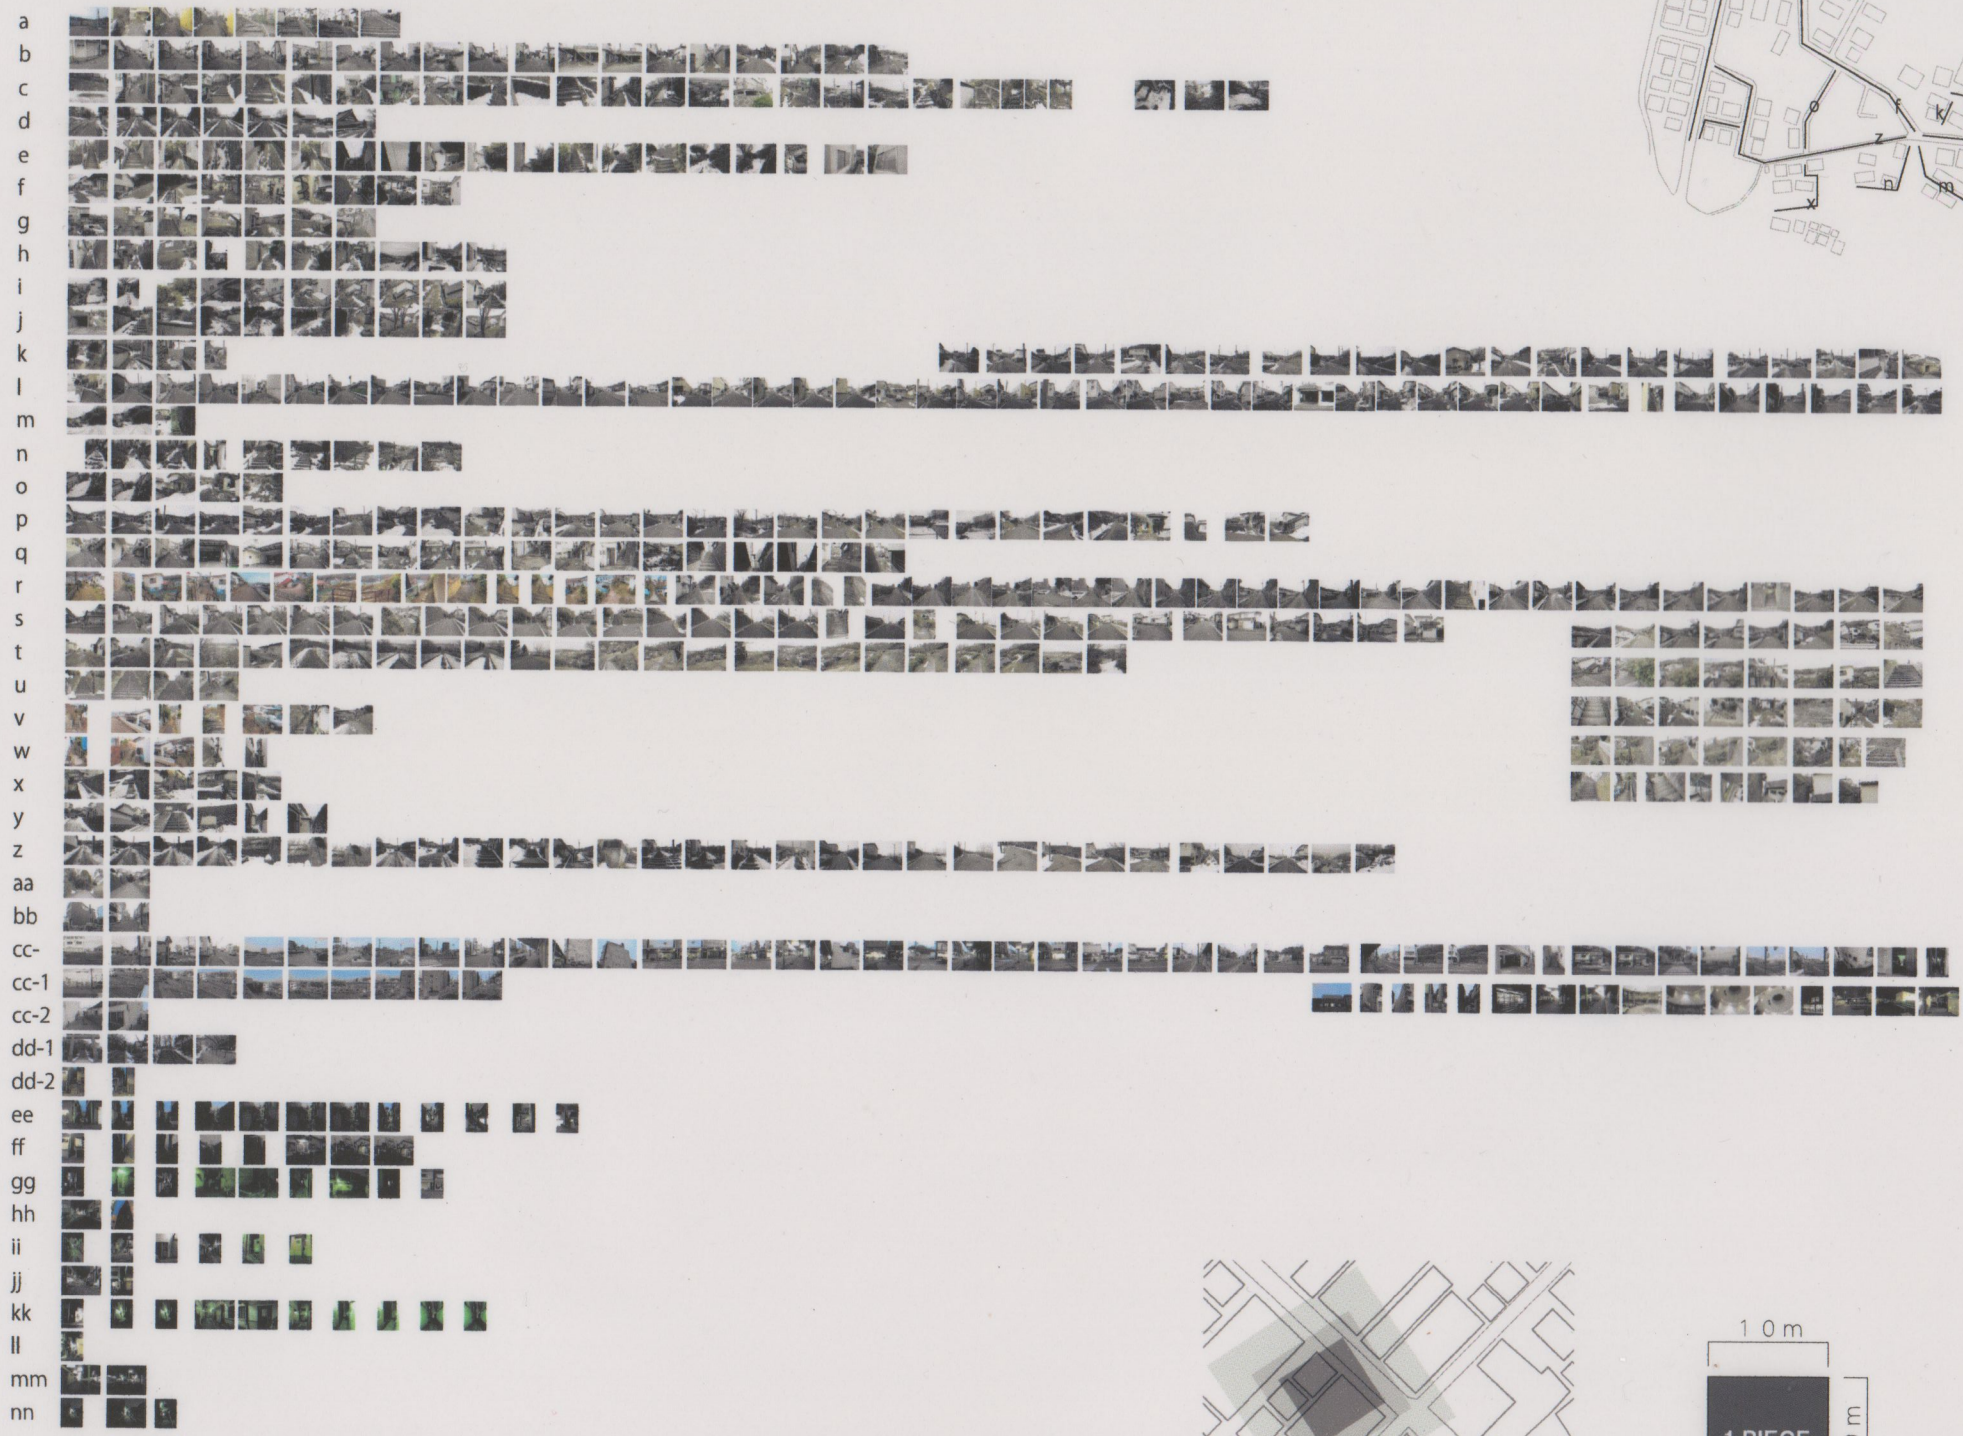 a
b
c
d
e
f
g
h
i
j
k
l
m
n
o
p
q
r
s
t
u
v
w
x
y
z
aa
bb
cc-
cc-1
cc-2
dd-1
dd-2
ee
ff
gg
hh
ii
jj
kk
ll
mm
nn
o
f
k
z
n
m
x
10m
m
1 PIECE